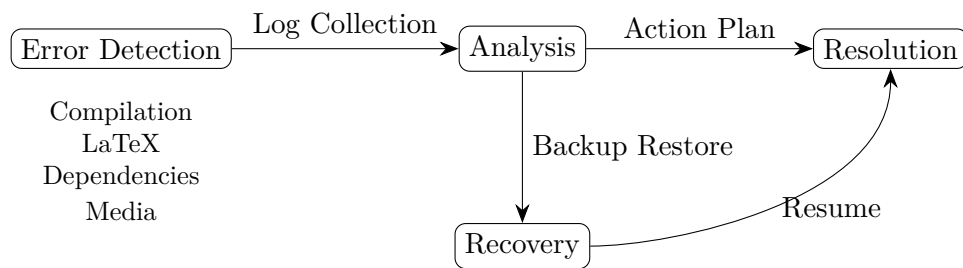 Log Collection
Action Plan
Error Detection
Analysis
Resolution
Compilation
LaTeX
Dependencies
Media
Backup Restore
Resume
Recovery